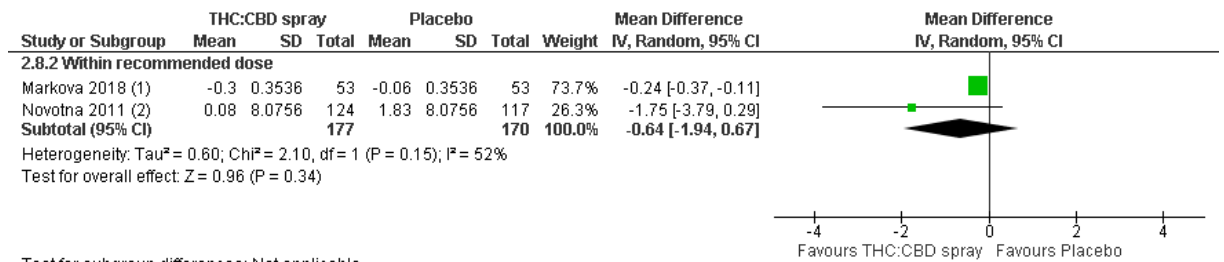 THC:CBD spray Placebo Mean Difference Mean Difference
Study or Subgroup Mean SD Total Mean SD Total Weight IV, Random, 95% CI IV, Random, 95% CI
2.8.2 Within recommended dose
Markova 2018 (1) -0.3 0.3536 53 -0.06 0.3536 53 73.7% -0.24 [-0.37, -0.11]
Novotna 2011 (2) 0.08 8.0756 124 1.83 8.0756 117 26.3% -1.75 [-3.79, 0.29]
Subtotal (95% CI) 177 170 100.0% -0.64 [-1.94, 0.67]
Heterogeneity: Tau² = 0.60; Chi² = 2.10, df = 1 (P = 0.15); I² = 52%
Test for overall effect: Z = 0.96 (P = 0.34)
-4 -2 0 2 4
Favours THC:CBD spray Favours Placebo
Test for subgroup differences: Not applicable